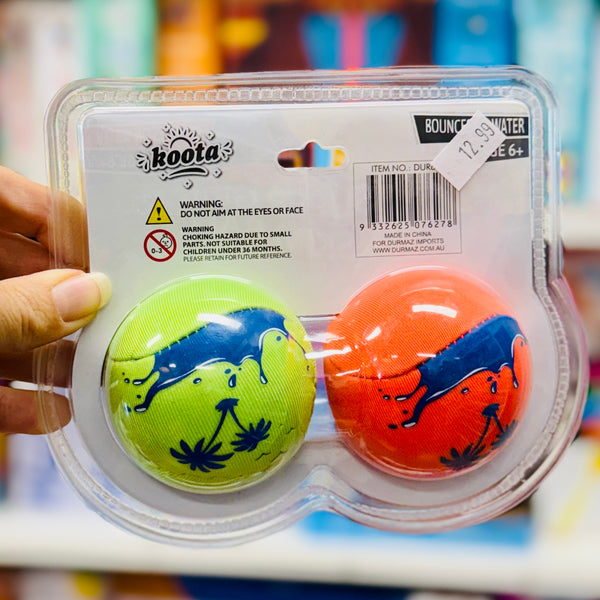 koota
BOUNCE WATER
12.99
GE 6+
WARNING:
DO NOT AIM AT THE EYES OR FACE
0-3
WARNING
CHOKING HAZARD DUE TO SMALL
PARTS. NOT SUITABLE FOR
CHILDREN UNDER 36 MONTHS.
PLEASE RETAIN FOR FUTURE REFERENCE.
ITEM NO.: DURB
9 332625 076278
MADE IN CHINA
FOR DURMAZ IMPORTS
WWW.DURMAZ.COM.AU